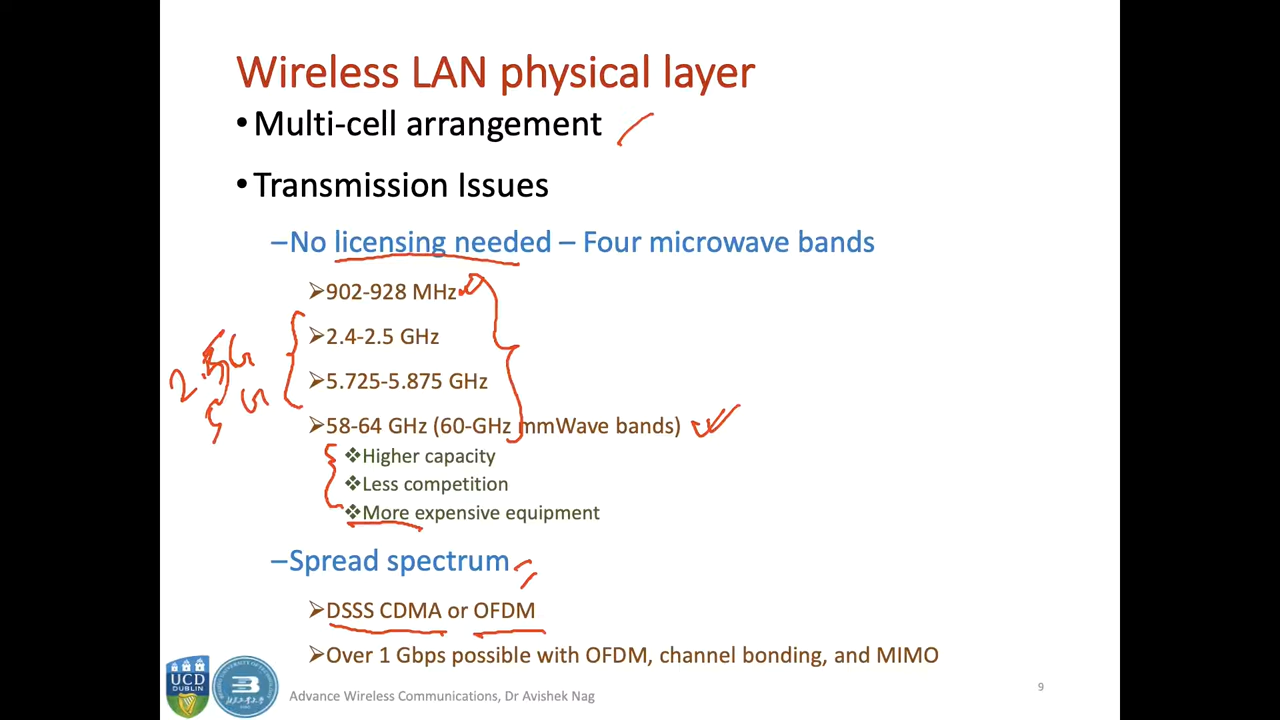 Wireless LAN physical layer
•Multi-cell arrangement
•Transmission Issues
–No licensing needed – Four microwave bands
➢902-928 MHz
➢2.4-2.5 GHz
➢5.725-5.875 GHz
➢58-64 GHz (60-GHz mmWave bands)
❖Higher capacity
❖Less competition
❖More expensive equipment
–Spread spectrum
➢DSSS CDMA or OFDM
➢Over 1 Gbps possible with OFDM, channel bonding, and MIMO
UCD
DUBLIN
Advance Wireless Communications, Dr Avishek Nag
9